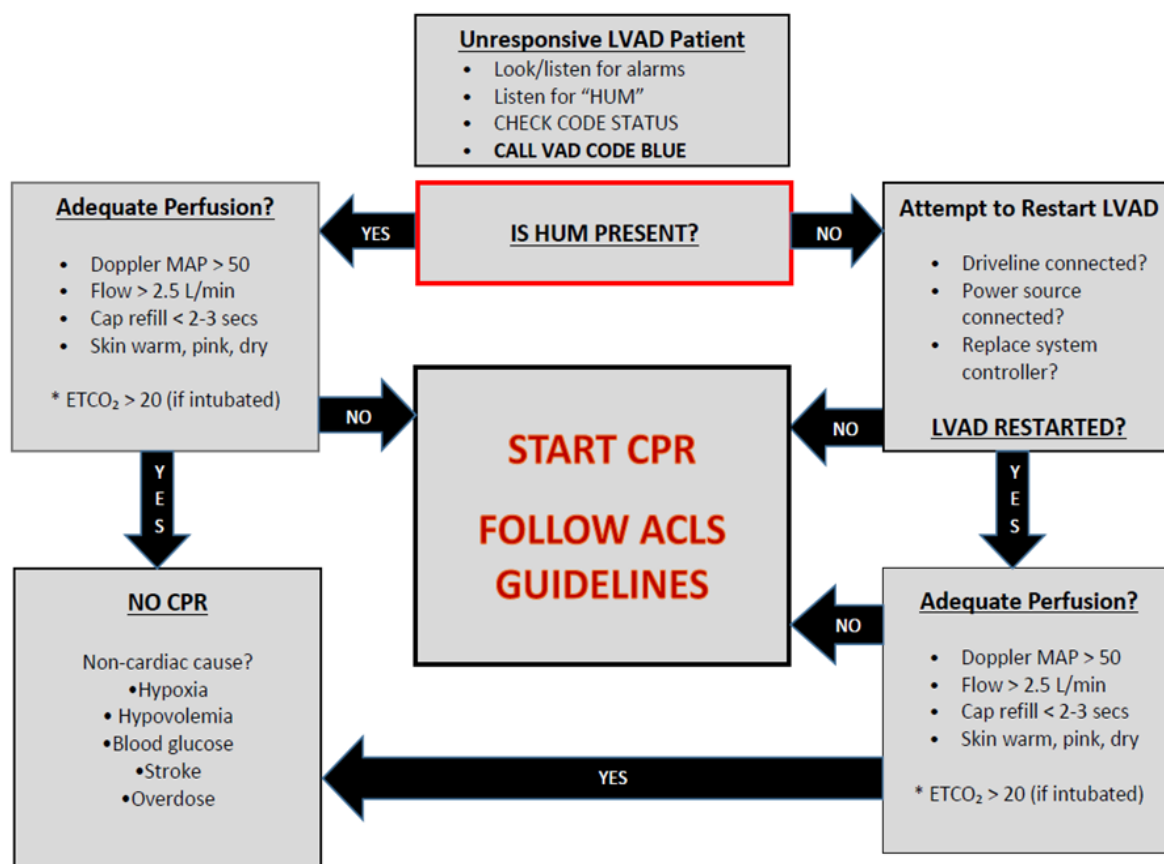 Unresponsive LVAD Patient
• Look/listen for alarms
• Listen for “HUM”
• CHECK CODE STATUS
• CALL VAD CODE BLUE
IS HUM PRESENT?
YES
NO
Adequate Perfusion?
• Doppler MAP > 50
• Flow > 2.5 L/min
• Cap refill < 2-3 secs
• Skin warm, pink, dry
* ETCO₂ > 20 (if intubated)
NO
YES
Attempt to Restart LVAD
• Driveline connected?
• Power source
connected?
• Replace system
controller?
LVAD RESTARTED?
NO
YES
START CPR
FOLLOW ACLS
GUIDELINES
NO CPR
Non-cardiac cause?
•Hypoxia
• Hypovolemia
•Blood glucose
•Stroke
•Overdose
Adequate Perfusion?
• Doppler MAP > 50
• Flow > 2.5 L/min
• Cap refill < 2-3 secs
• Skin warm, pink, dry
* ETCO₂ > 20 (if intubated)
NO
YES